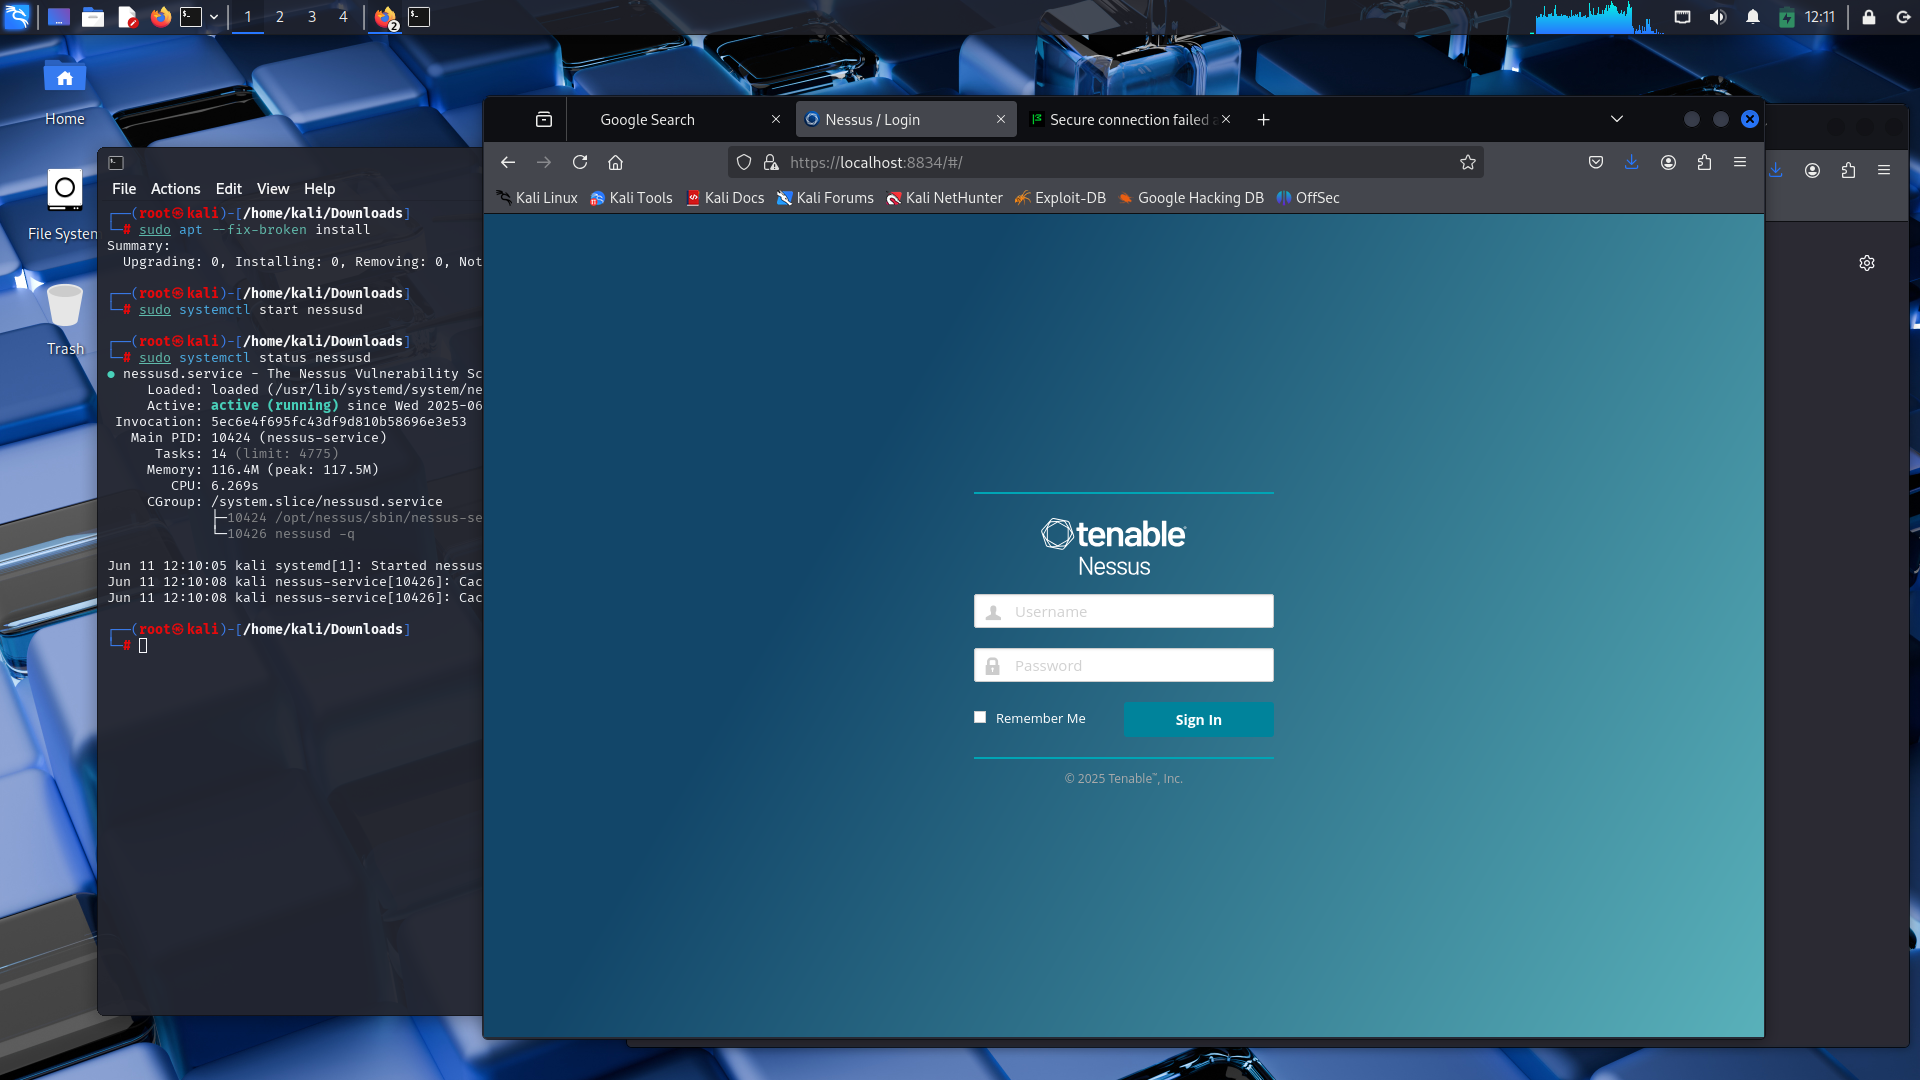 1 2 3 4
2
12:11
Home
File System
Trash
File Actions Edit View Help
┌──(root㉿kali)-[/home/kali/Downloads]
└─# sudo apt --fix-broken install
Summary:
Upgrading: 0, Installing: 0, Removing: 0, Not
┌──(root㉿kali)-[/home/kali/Downloads]
└─# sudo systemctl start nessusd
┌──(root㉿kali)-[/home/kali/Downloads]
└─# sudo systemctl status nessusd
● nessusd.service - The Nessus Vulnerability Sc
Loaded: loaded (/usr/lib/systemd/system/ne
Active: active (running) since Wed 2025-06
Invocation: 5ec6e4f695fc43df9d810b58696e3e53
Main PID: 10424 (nessus-service)
Tasks: 14 (limit: 4775)
Memory: 116.4M (peak: 117.5M)
CPU: 6.269s
CGroup: /system.slice/nessusd.service
├─10424 /opt/nessus/sbin/nessus-se
└─10426 nessusd -q
Jun 11 12:10:05 kali systemd[1]: Started nessus
Jun 11 12:10:08 kali nessus-service[10426]: Cac
Jun 11 12:10:08 kali nessus-service[10426]: Cac
┌──(root㉿kali)-[/home/kali/Downloads]
└─#
Google Search
Nessus / Login
Secure connection failed a
https://localhost:8834/#/
Kali Linux
Kali Tools
Kali Docs
Kali Forums
Kali NetHunter
Exploit-DB
Google Hacking DB
OffSec
tenable
Nessus
Username
Password
Remember Me
Sign In
© 2025 Tenable™, Inc.